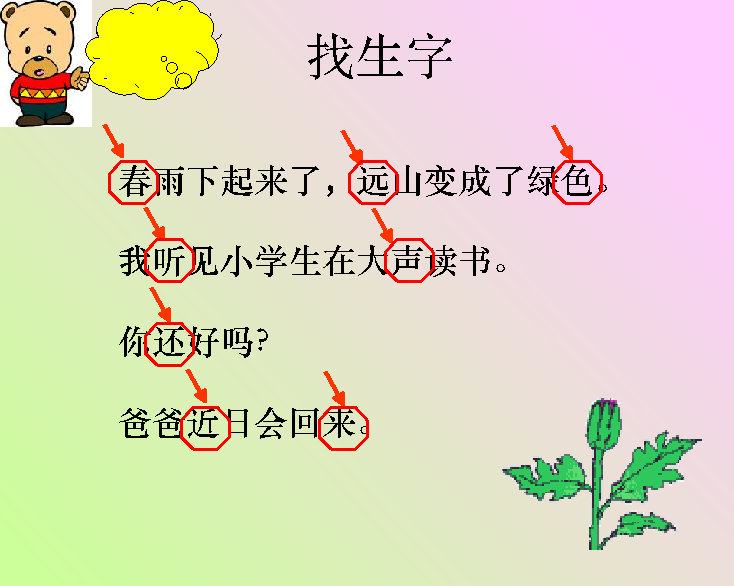 找生字
春雨下起来了，远山变成了绿色。
我听见小学生在大声读书。
你还好吗?
爸爸近日会回来。